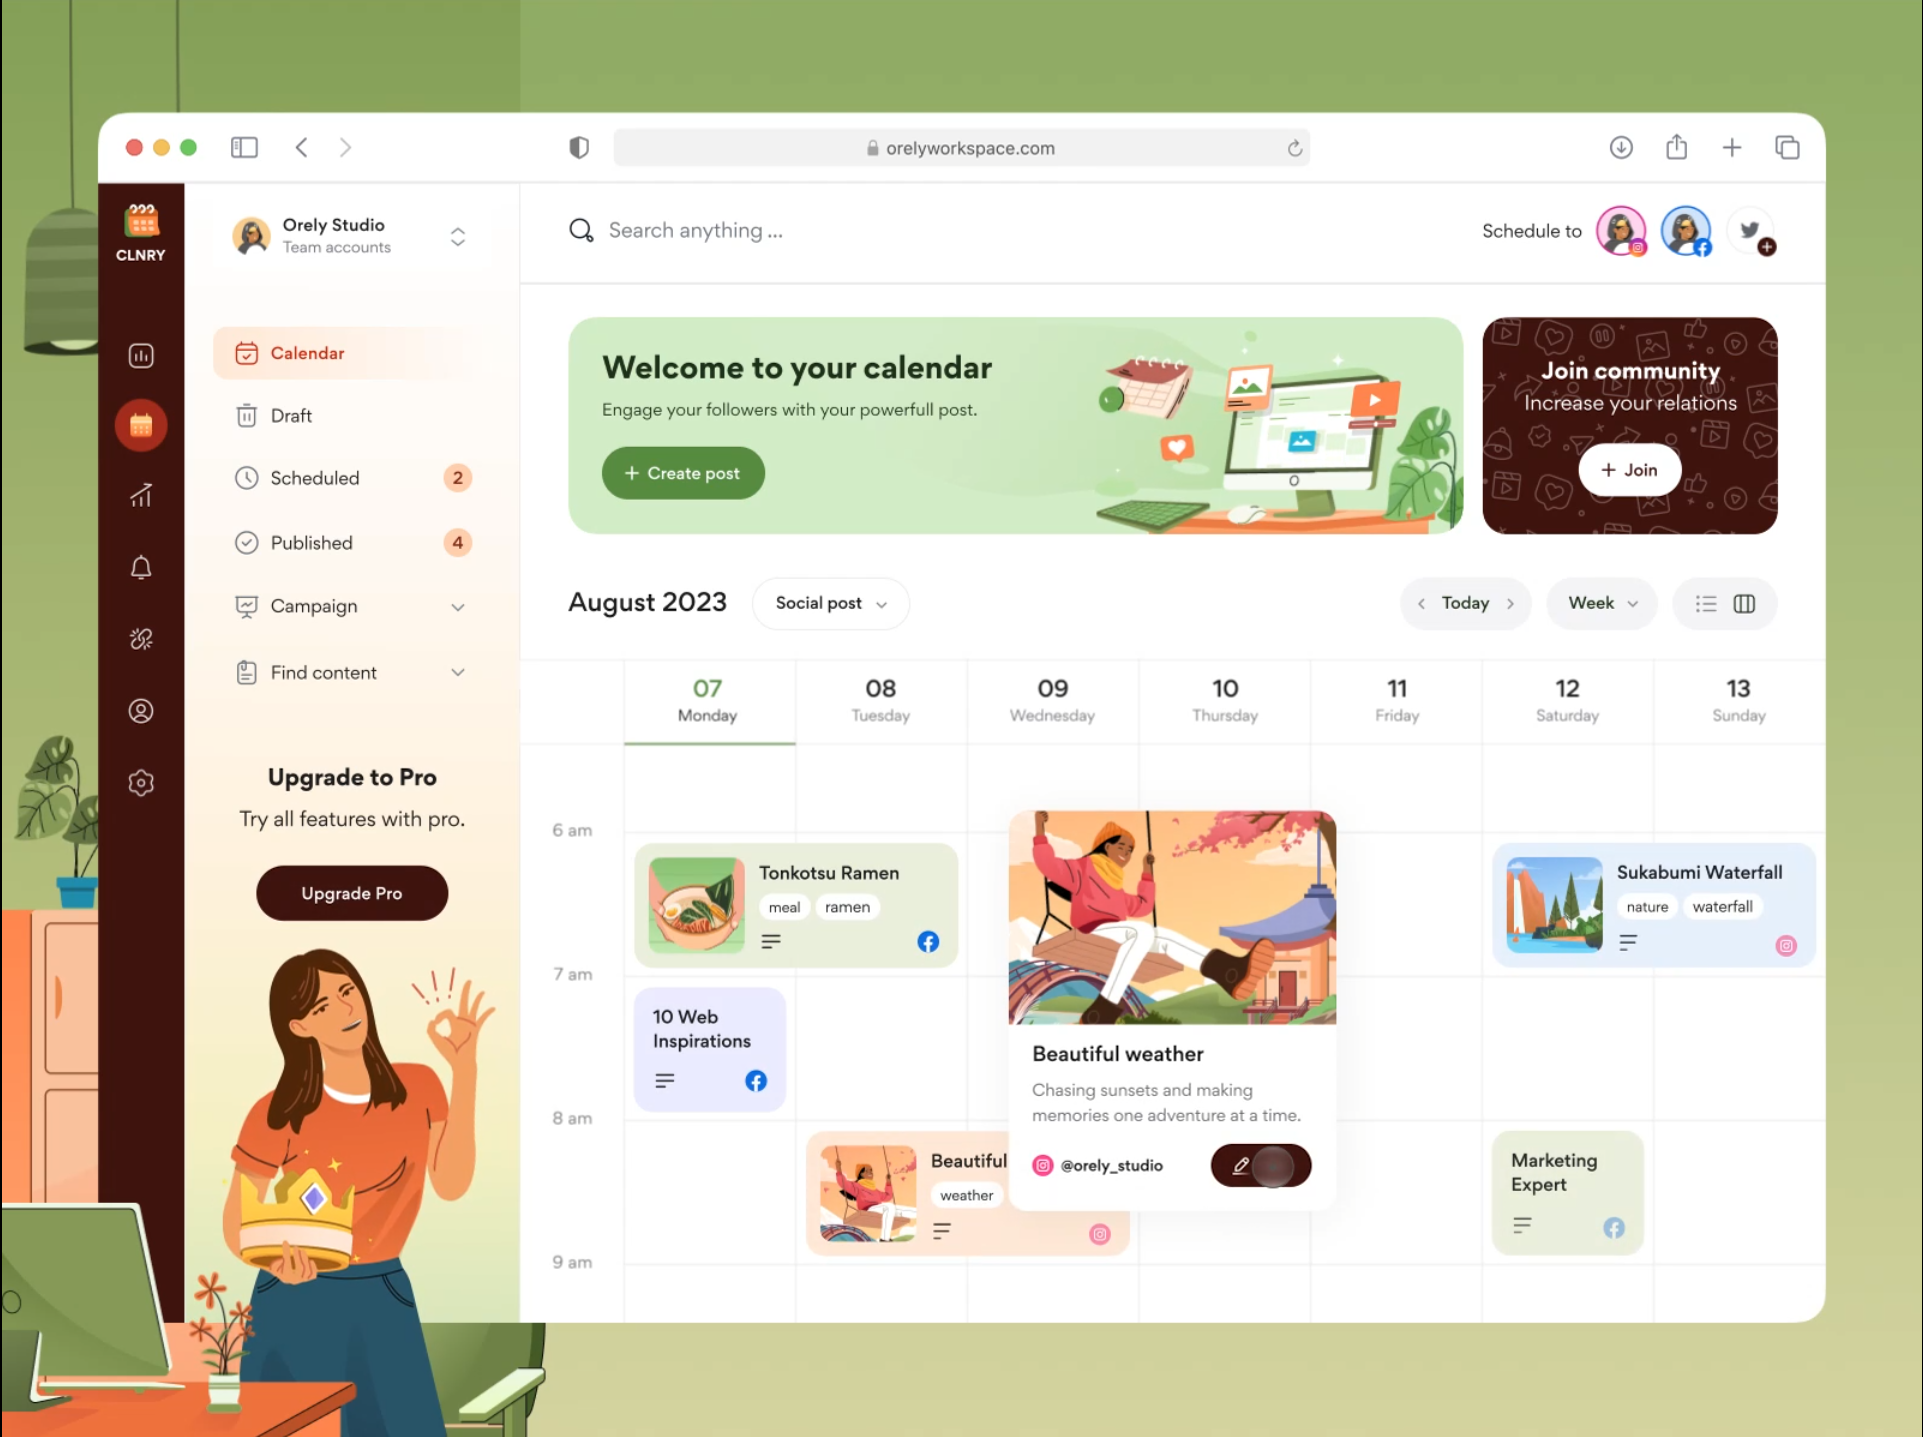 orelyworkspace.com
CLNRY
Orely Studio
Team accounts
Search anything ...
Schedule to
Calendar
Draft
Scheduled
2
Published
4
Campaign
Find content
Upgrade to Pro
Try all features with pro.
Upgrade Pro
Welcome to your calendar
Engage your followers with your powerfull post.
+ Create post
Join community
Increase your relations
+ Join
August 2023
Social post
Today
Week
07
Monday
08
Tuesday
09
Wednesday
10
Thursday
11
Friday
12
Saturday
13
Sunday
6 am
7 am
8 am
9 am
Tonkotsu Ramen
meal
ramen
10 Web
Inspirations
Beautiful
weather
Beautiful weather
Chasing sunsets and making
memories one adventure at a time.
@orely_studio
Sukabumi Waterfall
nature
waterfall
Marketing
Expert